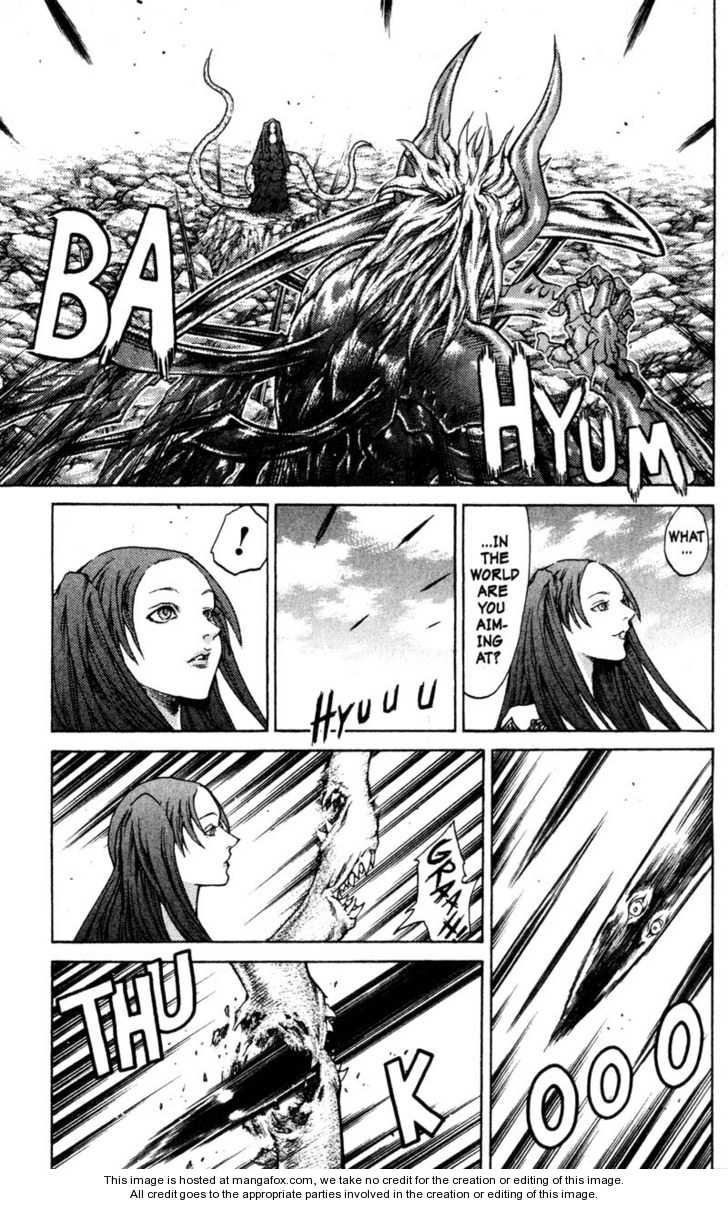 BA
HYUM
WHAT
...
...IN
THE
WORLD
ARE
YOU
AIM-
ING
AT?
HYUUU
!
OOO
GRAAH!!
THU
K
This image is hosted at mangafox.com, we take no credit for the creation or editing of this image.
All credit goes to the appropriate parties involved in the creation or editing of this image.